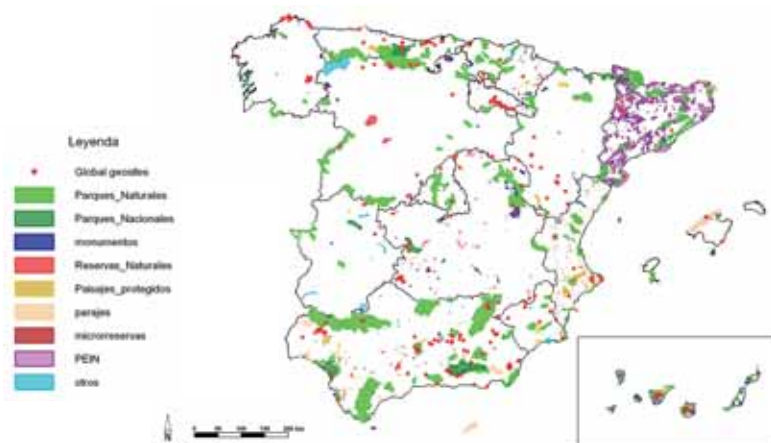 Leyenda
Global geosites
Parques_Naturales
Parques_Nacionales
monumentos
Reservas_Naturales
Paisajes_protegidos
parajes
microrreservas
PEIN
otros
N